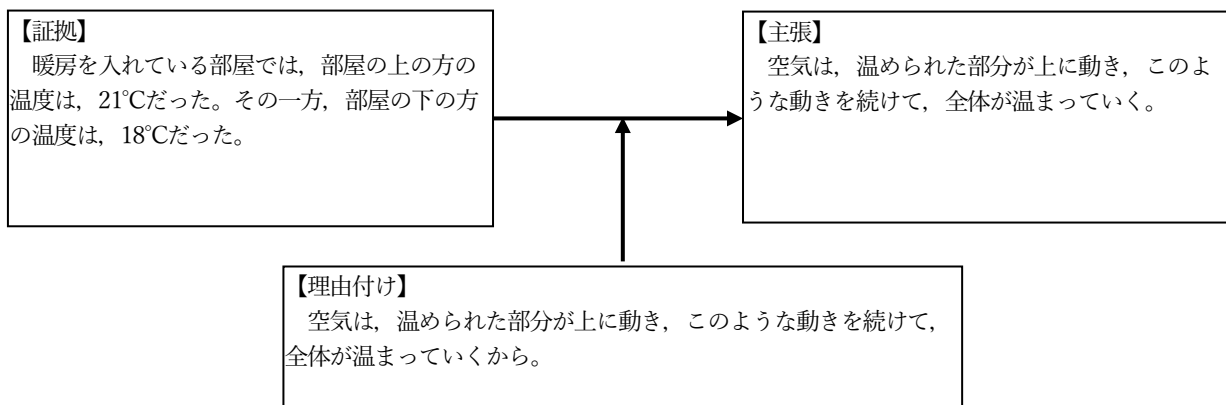 【証拠】
　暖房を入れている部屋では，部屋の上の方の
温度は，21℃だった。その一方，部屋の下の方
の温度は，18℃だった。
【主張】
　空気は，温められた部分が上に動き，このよ
うな動きを続けて，全体が温まっていく。
【理由付け】
　空気は，温められた部分が上に動き，このような動きを続けて，
全体が温まっていくから。